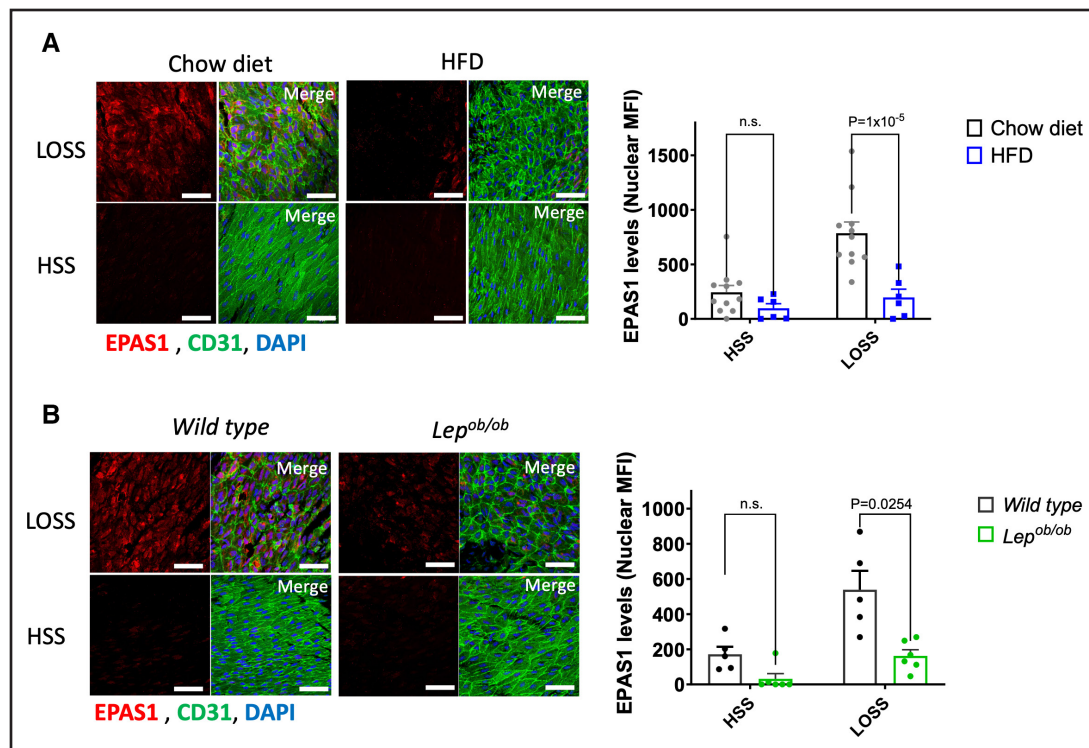 A
Chow diet HFD
LOSS Merge Merge
HSS Merge Merge
EPAS1 , CD31, DAPI
EPAS1 levels (Nuclear MFI)
1500
1000
500
0
n.s.
P=1x10⁻⁵
HSS LOSS
Chow diet
HFD
B
Wild type Lepᵒᵇ/ᵒᵇ
LOSS Merge Merge
HSS Merge Merge
EPAS1 , CD31, DAPI
EPAS1 levels (Nuclear MFI)
1000
800
600
400
200
0
n.s.
P=0.0254
HSS LOSS
Wild type
Lepᵒᵇ/ᵒᵇ